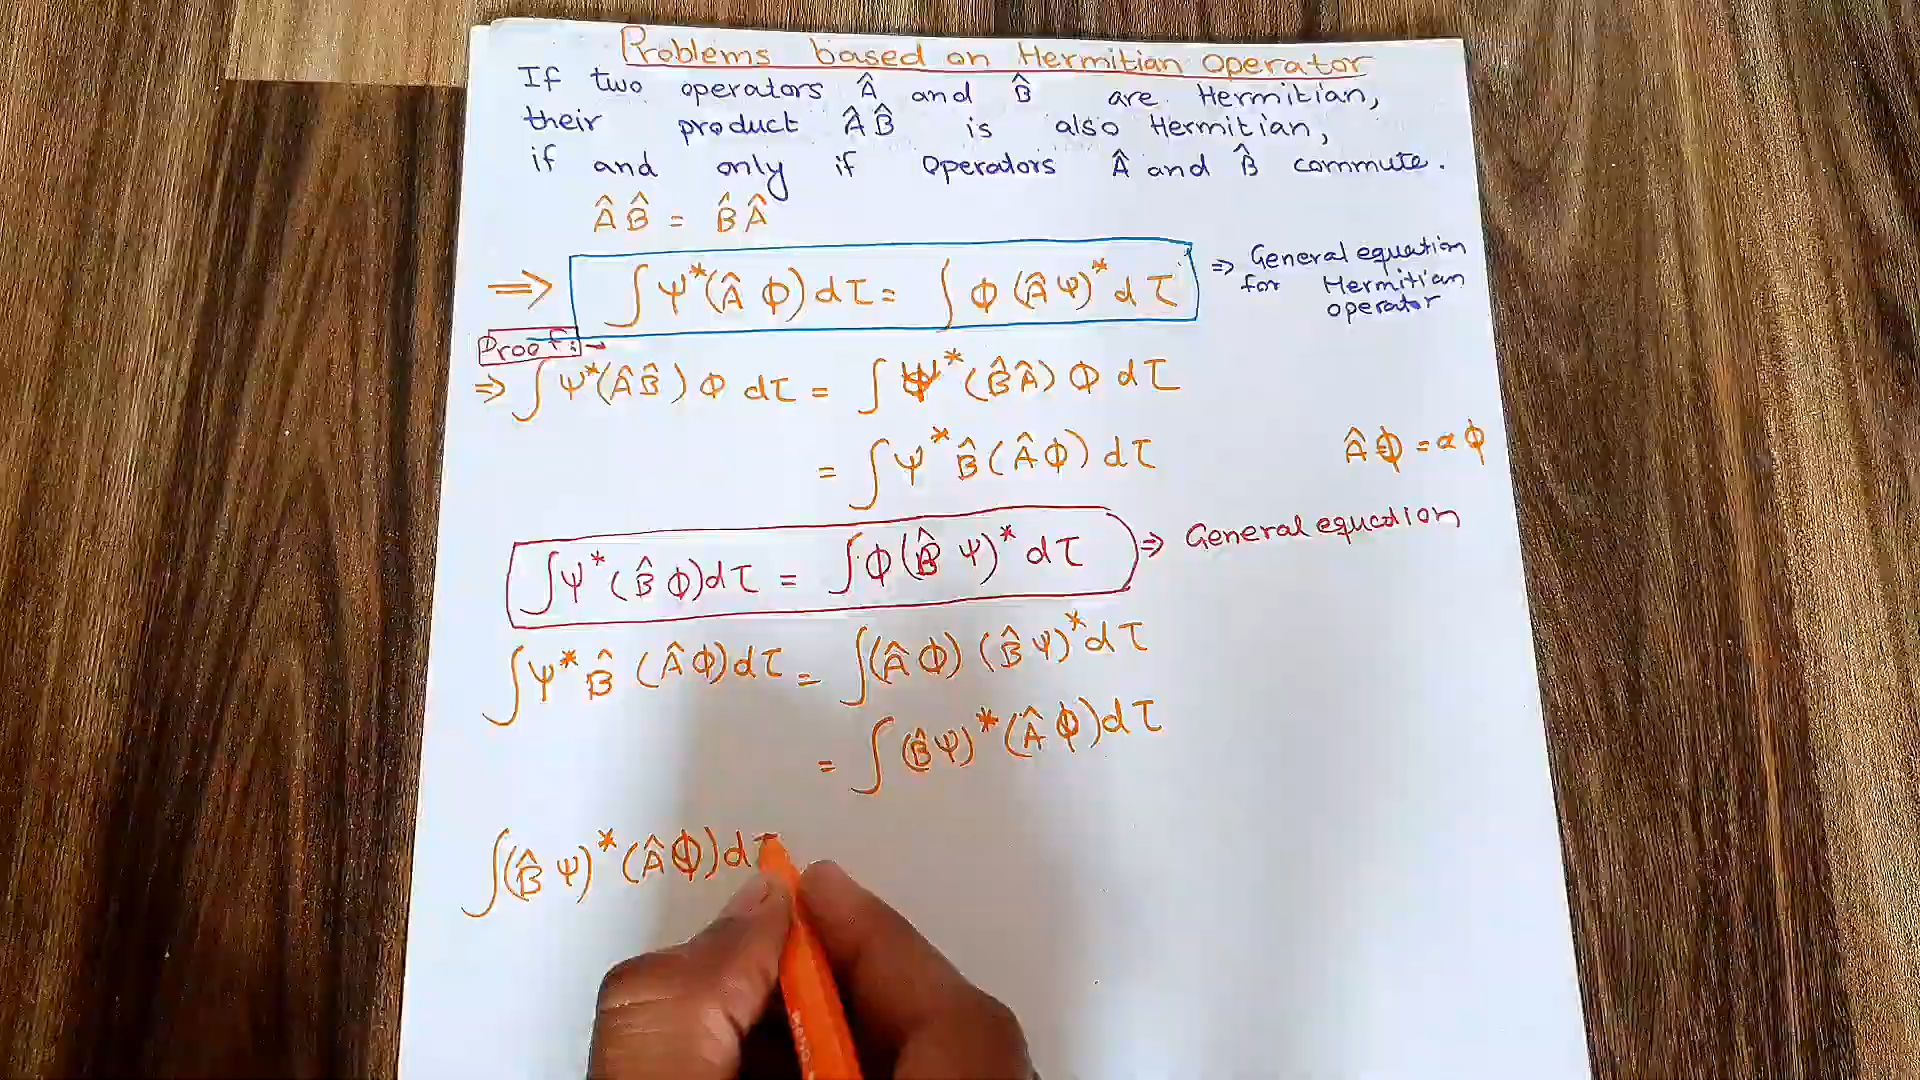 Problems based on Hermitian Operator
If two operators Â and B̂ are Hermitian,
their product ÂB̂ is also Hermitian,
if and only if Operators Â and B̂ commute.
ÂB̂ = B̂Â
⇒ ∫ψ*(Â ϕ)dτ = ∫ϕ(Âψ)*dτ
⇒ General equation
for Hermitian
operator
Proof:→
⇒ ∫ψ*(ÂB̂)ϕ dτ = ∫ψ*(B̂Â)ϕ dτ
= ∫ψ*B̂(Âϕ)dτ
Âϕ = αϕ
∫ψ*(B̂ϕ)dτ = ∫ϕ(B̂ψ)*dτ ⇒ General equation
∫ψ*B̂(Âϕ)dτ = ∫(Âϕ)(B̂ψ)*dτ
= ∫(B̂ψ)*(Âϕ)dτ
∫(B̂ψ)*(Âϕ)dτ